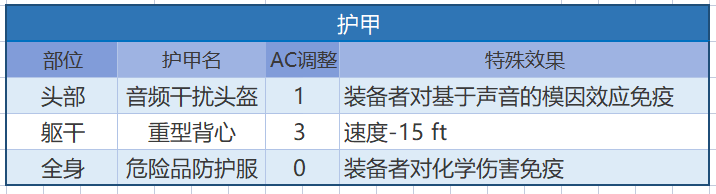 护甲
部位 护甲名 AC调整 特殊效果
头部 音频干扰头盔 1 装备者对基于声音的模因效应免疫
躯干 重型背心 3 速度-15 ft
全身 危险品防护服 0 装备者对化学伤害免疫